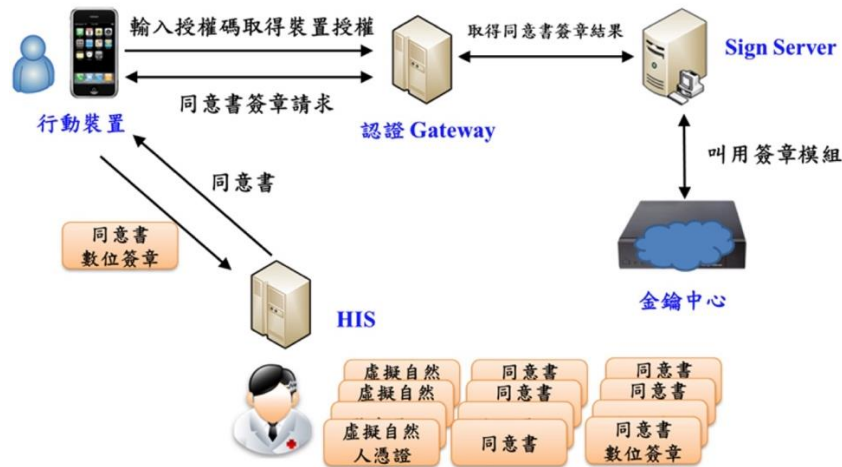 輸入授權碼取得裝置授權
取得同意書簽章結果
Sign Server
同意書簽章請求
行動裝置
認證 Gateway
叫用簽章模組
同意書
同意書
數位簽章
金鑰中心
HIS
虛擬自然
同意書
同意書
虛擬自然
同意書
同意書
虛擬自然
人憑證
同意書
同意書
數位簽章